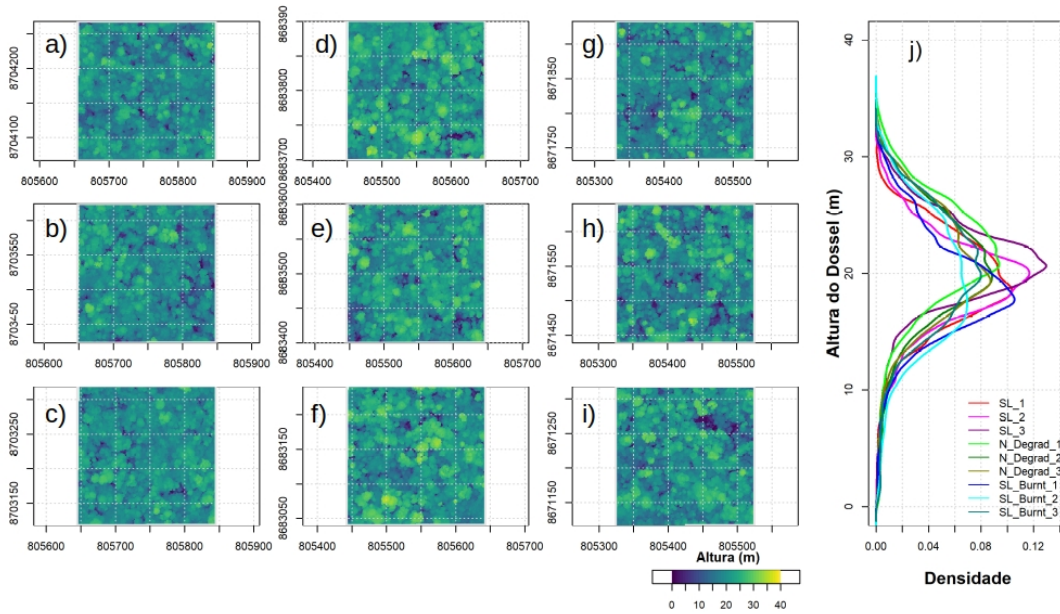 a)
8704200
8704100
805600 805700 805800 805900
b)
8703550
8703450
805600 805700 805800 805900
c)
8703250
8703150
805600 805700 805800 805900
d)
868390
8683800
8683700
805400 805500 805600 805700
e)
8683600
8683500
8683400
805400 805500 805600 805700
f)
8683150
8683050
805400 805500 805600 805700
g)
8671850
8671750
805300 805400 805500
h)
8671550
8671450
805300 805400 805500
i)
8671250
8671150
805300 805400 805500
Altura (m)
0 10 20 30 40
j)
Altura do Dossel (m)
40
30
20
10
0
SL_1
SL_2
SL_3
N_Degrad_1
N_Degrad_2
N_Degrad_3
SL_Burnt_1
SL_Burnt_2
SL_Burnt_3
0.00 0.04 0.08 0.12
Densidade